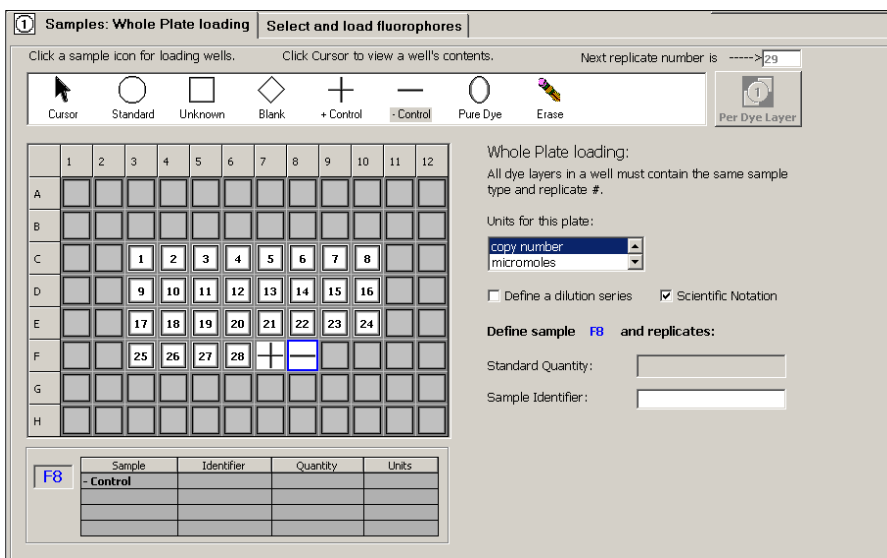 1 Samples: Whole Plate loading Select and load fluorophores
Click a sample icon for loading wells. Click Cursor to view a well's contents. Next replicate number is ----->29
Cursor Standard Unknown Blank + Control - Control Pure Dye Erase
1
Per Dye Layer
1 2 3 4 5 6 7 8 9 10 11 12
A
B
C 1 2 3 4 5 6 7 8
D 9 10 11 12 13 14 15 16
E 17 18 19 20 21 22 23 24
F 25 26 27 28 + −
G
H
Whole Plate loading:
All dye layers in a well must contain the same sample
type and replicate #.
Units for this plate:
copy number
micromoles
Define a dilution series Scientific Notation
Define sample F8 and replicates:
Standard Quantity:
Sample Identifier:
F8
Sample Identifier Quantity Units
- Control